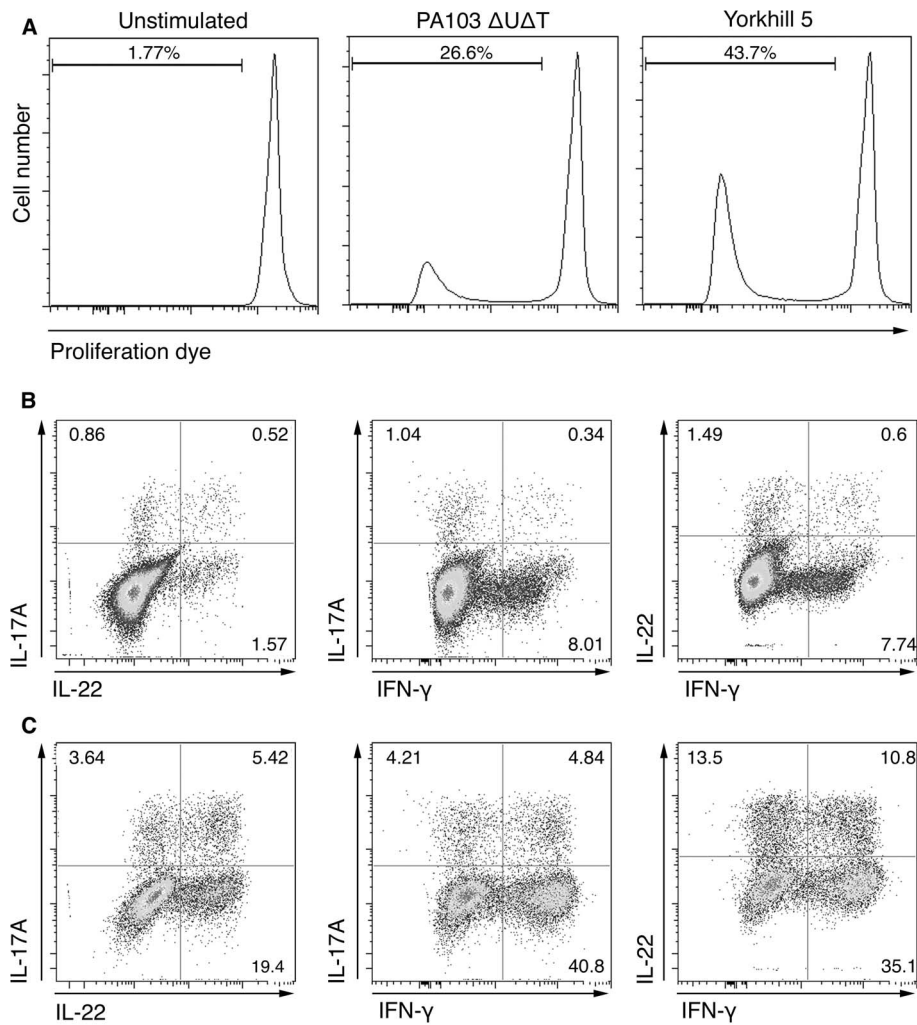 A
Unstimulated
PA103 ΔUΔT
Yorkhill 5
1.77%
26.6%
43.7%
Cell number
Proliferation dye
B
0.86
0.52
1.57
IL-17A
IL-22
1.04
0.34
8.01
IL-17A
IFN-γ
1.49
0.6
7.74
IL-22
IFN-γ
C
3.64
5.42
19.4
IL-17A
IL-22
4.21
4.84
40.8
IL-17A
IFN-γ
13.5
10.8
35.1
IL-22
IFN-γ